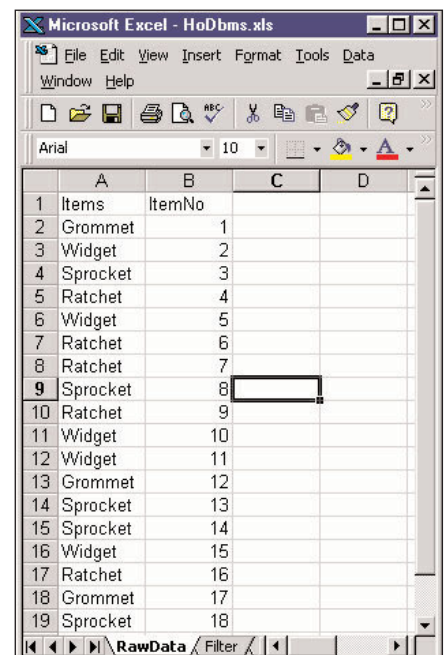 Microsoft Excel - HoDbms.xls
File Edit View Insert Format Tools Data
Window Help
ABC
Arial 10 A
A B C D
1 Items ItemNo
2 Grommet 1
3 Widget 2
4 Sprocket 3
5 Ratchet 4
6 Widget 5
7 Ratchet 6
8 Ratchet 7
9 Sprocket 8
10 Ratchet 9
11 Widget 10
12 Widget 11
13 Grommet 12
14 Sprocket 13
15 Sprocket 14
16 Widget 15
17 Ratchet 16
18 Grommet 17
19 Sprocket 18
RawData Filter